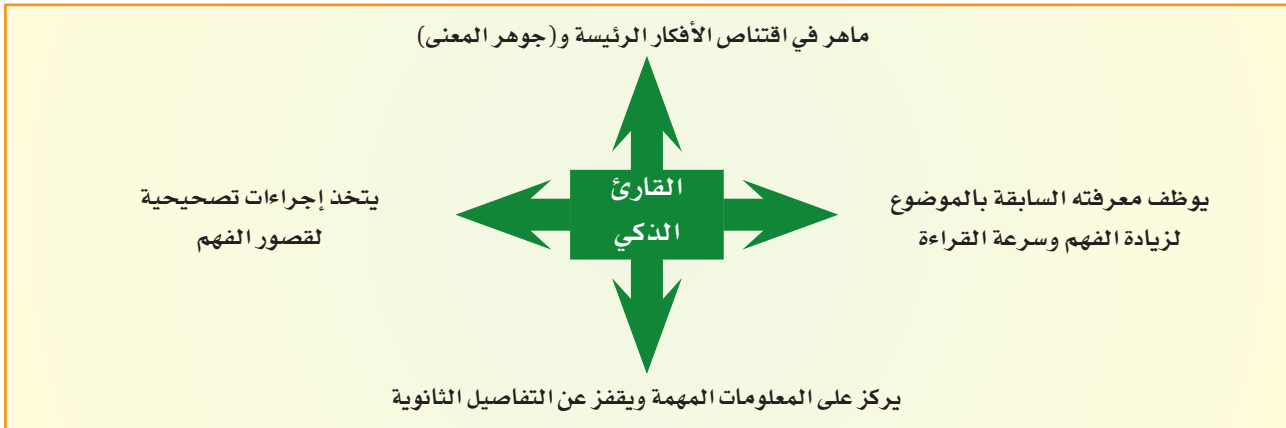 ماهر في اقتناص الأفكار الرئيسة و(جوهر المعنى)
القارئ
الذكي
يوظف معرفته السابقة بالموضوع
لزيادة الفهم وسرعة القراءة
يتخذ إجراءات تصحيحية
لقصور الفهم
يركز على المعلومات المهمة ويقفز عن التفاصيل الثانوية